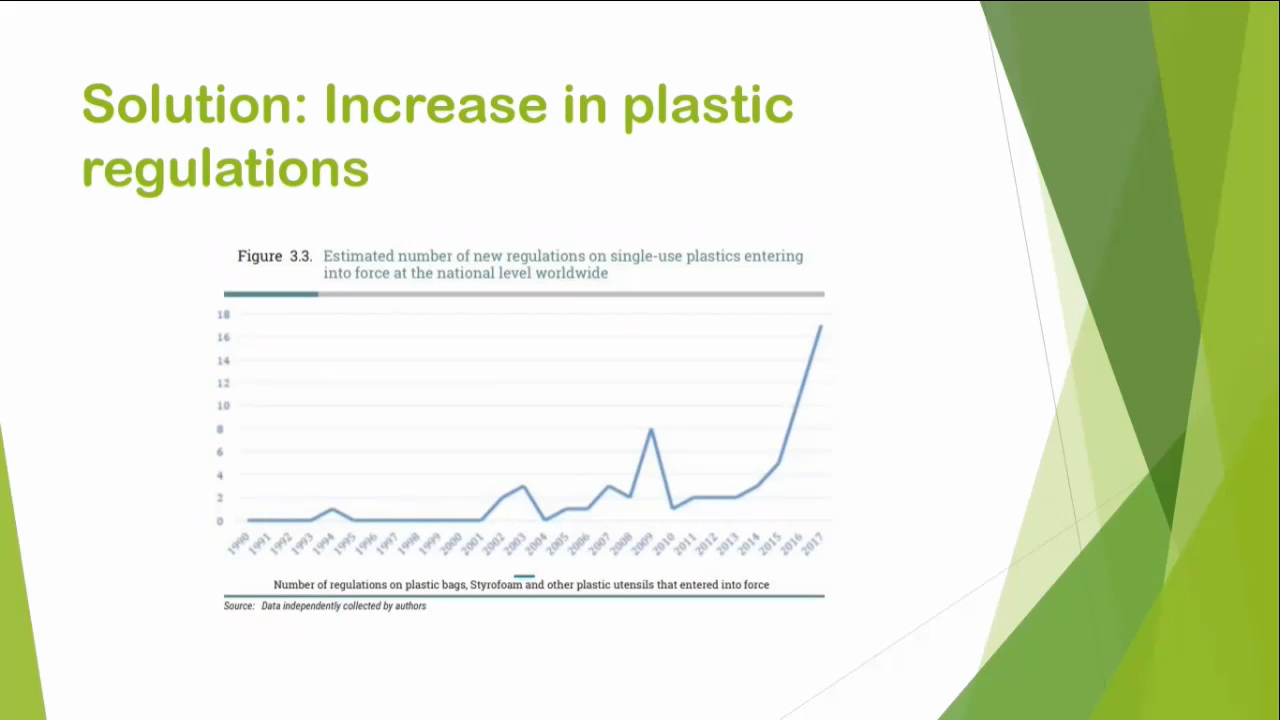 Solution: Increase in plastic
regulations
Figure 3.3. Estimated number of new regulations on single-use plastics entering
into force at the national level worldwide
18
16
14
12
10
8
6
4
2
0
1990 1991 1992 1993 1994 1995 1996 1997 1998 1999 2000 2001 2002 2003 2004 2005 2006 2007 2008 2009 2010 2011 2012 2013 2014 2015 2016 2017
Number of regulations on plastic bags, Styrofoam and other plastic utensils that entered into force
Source: Data independently collected by authors